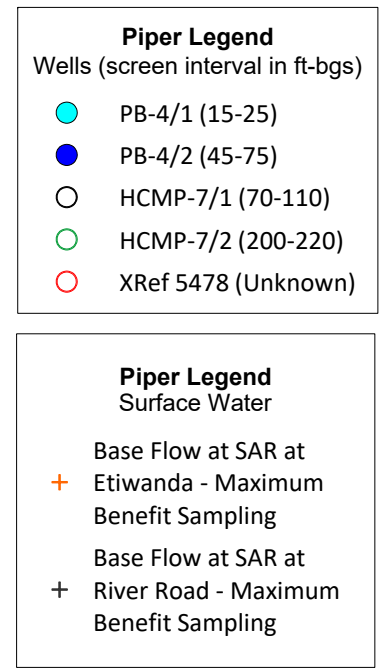 Piper Legend
Wells (screen interval in ft-bgs)
PB-4/1 (15-25)
PB-4/2 (45-75)
HCMP-7/1 (70-110)
HCMP-7/2 (200-220)
XRef 5478 (Unknown)
Piper Legend
Surface Water
Base Flow at SAR at
Etiwanda - Maximum
Benefit Sampling
Base Flow at SAR at
River Road - Maximum
Benefit Sampling